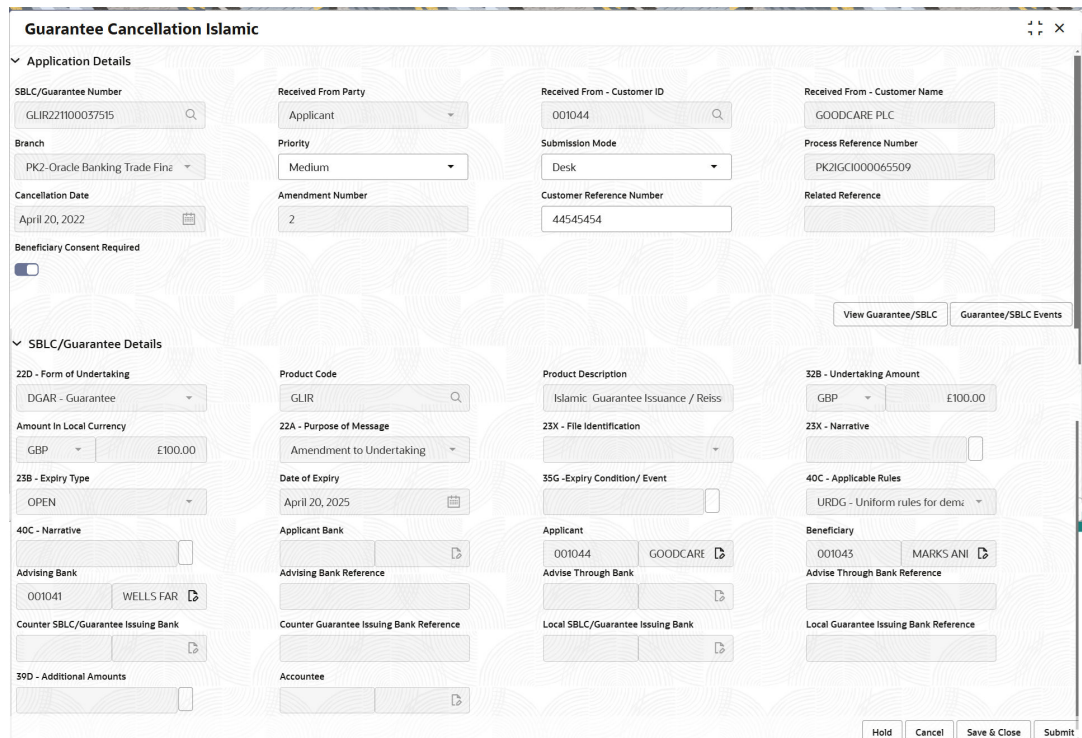 Guarantee Cancellation Islamic
Application Details
SBLC/Guarantee Number Received From Party Received From - Customer ID Received From - Customer Name
GLIR221100037515 Applicant 001044 GOODCARE PLC
Branch Priority Submission Mode Process Reference Number
PK2-Oracle Banking Trade Fina Medium Desk PK2IGCI000065509
Cancellation Date Amendment Number Customer Reference Number Related Reference
April 20, 2022 2 44545454
Beneficiary Consent Required
View Guarantee/SBLC Guarantee/SBLC Events
SBLC/Guarantee Details
22D - Form of Undertaking Product Code Product Description 32B - Undertaking Amount
DGAR - Guarantee GLIR Islamic Guarantee Issuance / Reiss GBP £100.00
Amount In Local Currency 22A - Purpose of Message 23X - File Identification 23X - Narrative
GBP £100.00 Amendment to Undertaking
23B - Expiry Type Date of Expiry 35G -Expiry Condition/ Event 40C - Applicable Rules
OPEN April 20, 2025 URDG - Uniform rules for dema
40C - Narrative Applicant Bank Applicant Beneficiary
001044 GOODCARE 001043 MARKS ANI
Advising Bank Advising Bank Reference Advise Through Bank Advise Through Bank Reference
001041 WELLS FAR
Counter SBLC/Guarantee Issuing Bank Counter Guarantee Issuing Bank Reference Local SBLC/Guarantee Issuing Bank Local Guarantee Issuing Bank Reference
39D - Additional Amounts Accountee
Hold Cancel Save & Close Submit